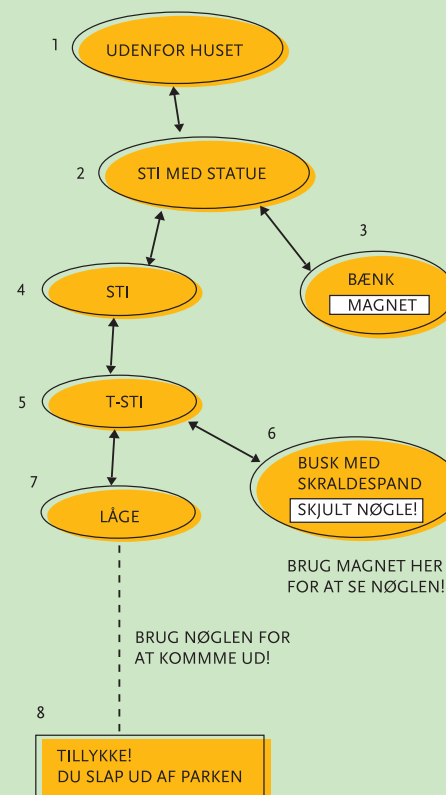 1
UDENFOR HUSET
2
STI MED STATUE
3
BÆNK
MAGNET
4
STI
5
T-STI
6
BUSK MED
SKRALDESPAND
SKJULT NØGLE!
BRUG MAGNET HER
FOR AT SE NØGLEN!
7
LÅGE
BRUG NØGLEN FOR
AT KOMMME UD!
8
TILLYKKE!
DU SLAP UD AF PARKEN